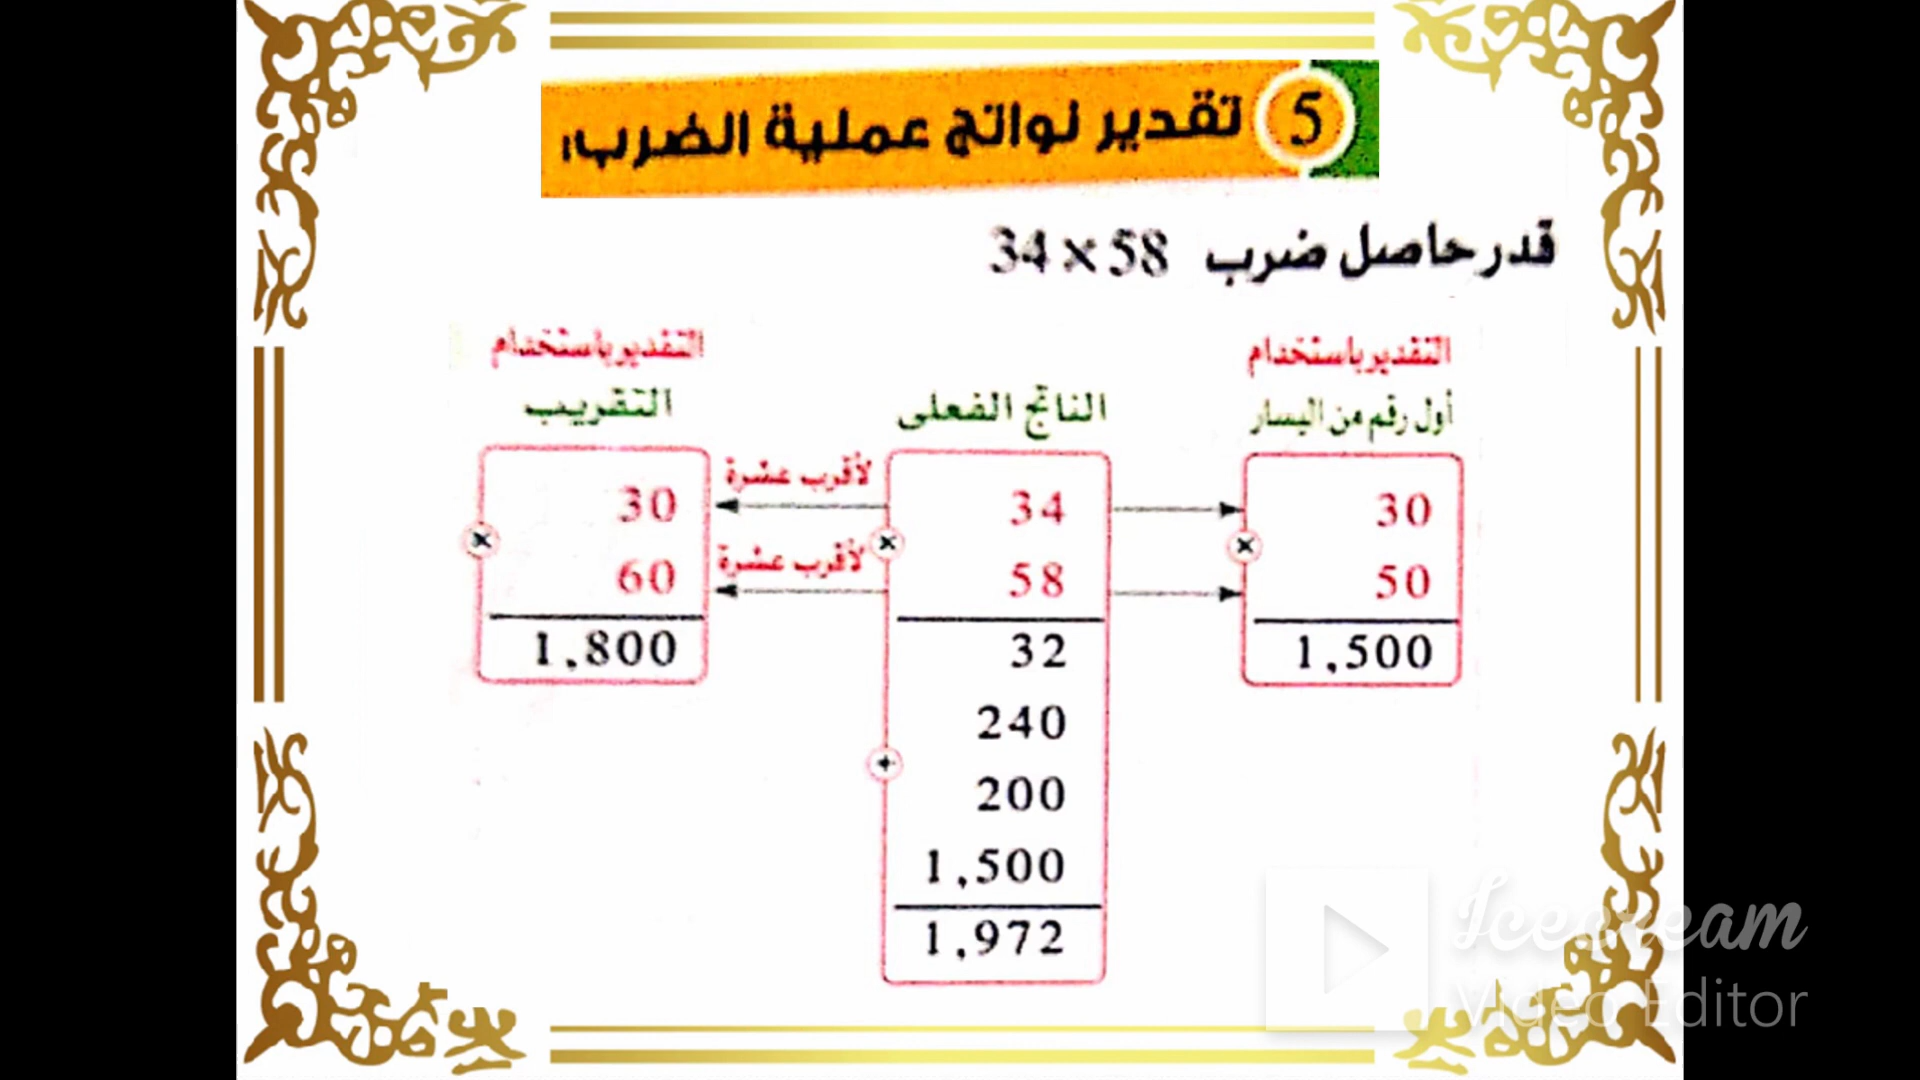 5 تقدير نواتج عملية الضرب:
قدر حاصل ضرب 58 × 34
التقدير باستخدام
أول رقم من اليسار
30
×
50
1,500
الناتج الفعلى
34
×
58
32
240
+
200
1,500
1,972
لأقرب عشرة
لأقرب عشرة
التقدير باستخدام
التقريب
30
×
60
1,800
Icecream
Video Editor